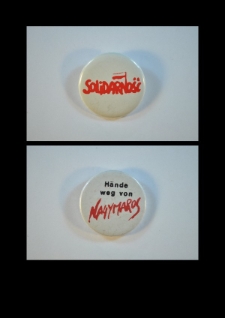 SOLIDARNOŚĆ
Hände
weg von
NAGYMAROS